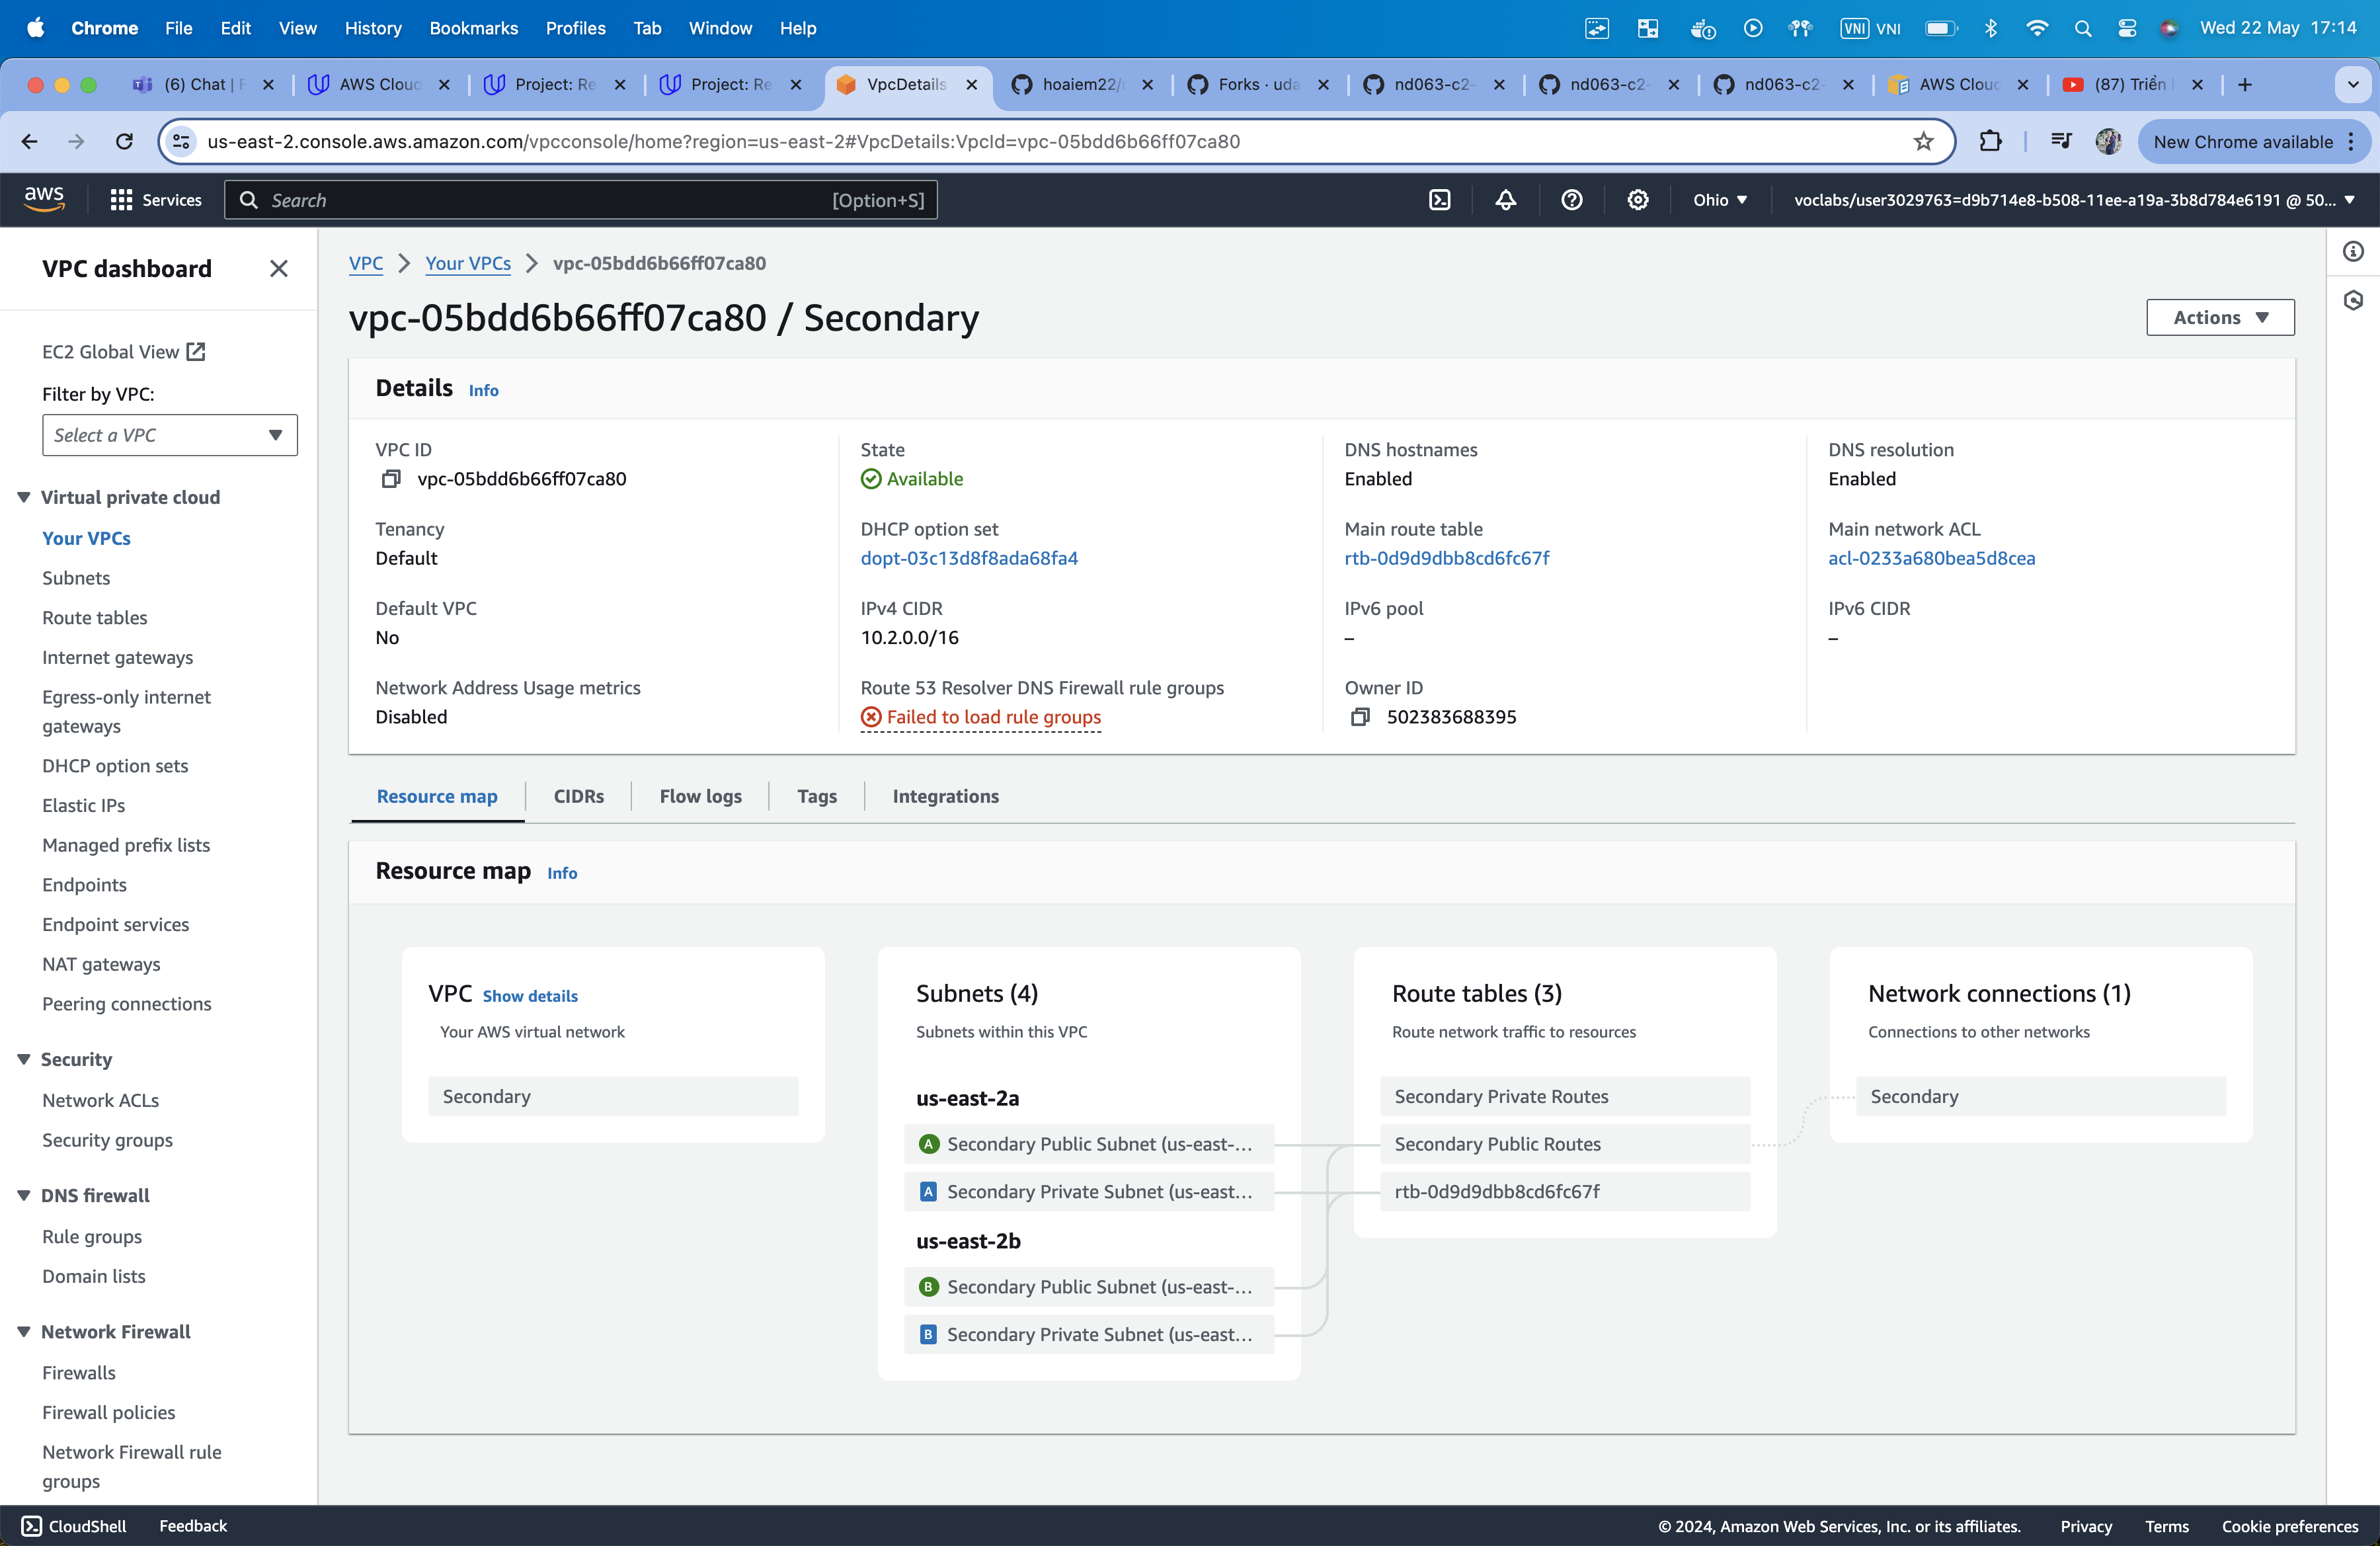 Chrome File Edit View History Bookmarks Profiles Tab Window Help VNI VNI Wed 22 May 17:14
(6) Chat | AWS Cloud Project: Re Project: Re VpcDetails hoaiem22/ Forks · uda nd063-c2- nd063-c2- nd063-c2- AWS Clou (87) Triển
us-east-2.console.aws.amazon.com/vpcconsole/home?region=us-east-2#VpcDetails:VpcId=vpc-05bdd6b66ff07ca80 New Chrome available
aws Services Search [Option+S] Ohio voclabs/user3029763=d9b714e8-b508-11ee-a19a-3b8d784e6191 @ 50...
VPC dashboard
EC2 Global View
Filter by VPC:
Select a VPC
Virtual private cloud
Your VPCs
Subnets
Route tables
Internet gateways
Egress-only internet
gateways
DHCP option sets
Elastic IPs
Managed prefix lists
Endpoints
Endpoint services
NAT gateways
Peering connections
Security
Network ACLs
Security groups
DNS firewall
Rule groups
Domain lists
Network Firewall
Firewalls
Firewall policies
Network Firewall rule
groups
VPC Your VPCs vpc-05bdd6b66ff07ca80
vpc-05bdd6b66ff07ca80 / Secondary
Actions
Details Info
VPC ID
vpc-05bdd6b66ff07ca80
State
Available
DNS hostnames
Enabled
DNS resolution
Enabled
Tenancy
Default
DHCP option set
dopt-03c13d8f8ada68fa4
Main route table
rtb-0d9d9dbb8cd6fc67f
Main network ACL
acl-0233a680bea5d8cea
Default VPC
No
IPv4 CIDR
10.2.0.0/16
IPv6 pool
–
IPv6 CIDR
–
Network Address Usage metrics
Disabled
Route 53 Resolver DNS Firewall rule groups
Failed to load rule groups
Owner ID
502383688395
Resource map CIDRs Flow logs Tags Integrations
Resource map Info
VPC Show details
Your AWS virtual network
Secondary
Subnets (4)
Subnets within this VPC
us-east-2a
A Secondary Public Subnet (us-east-...
A Secondary Private Subnet (us-east...
us-east-2b
B Secondary Public Subnet (us-east-...
B Secondary Private Subnet (us-east...
Route tables (3)
Route network traffic to resources
Secondary Private Routes
Secondary Public Routes
rtb-0d9d9dbb8cd6fc67f
Network connections (1)
Connections to other networks
Secondary
CloudShell Feedback © 2024, Amazon Web Services, Inc. or its affiliates. Privacy Terms Cookie preferences